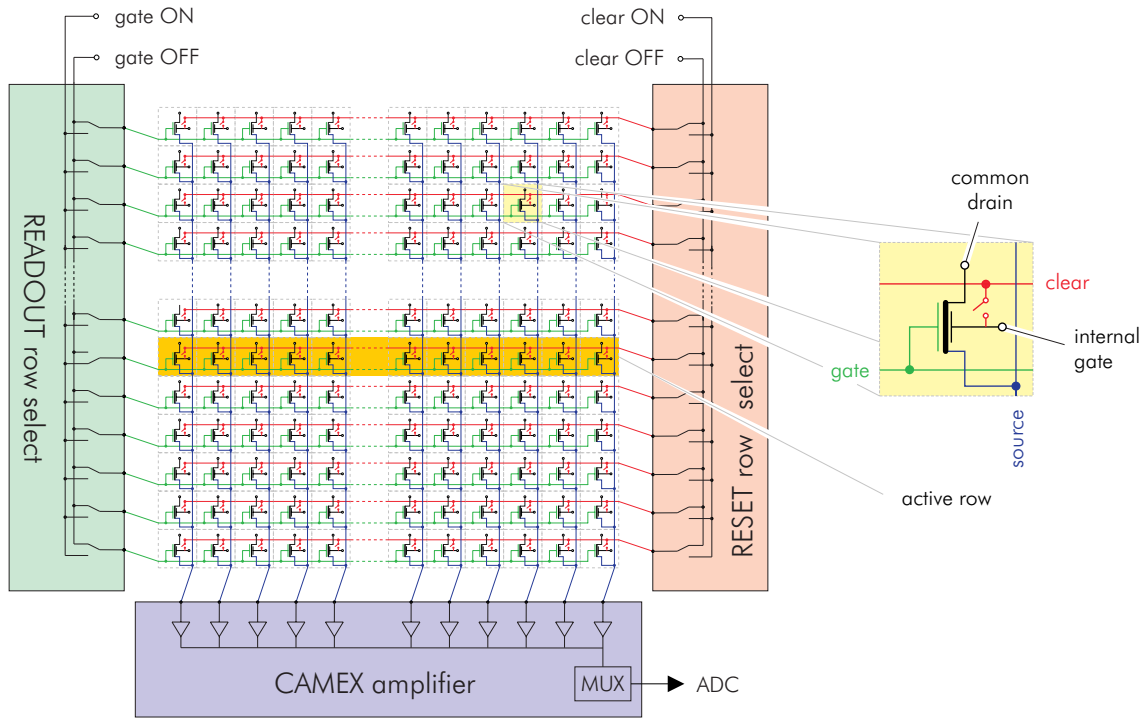 gate ON
clear ON
gate OFF
clear OFF
READOUT row select
RESET row select
common
drain
clear
internal
gate
gate
source
active row
CAMEX amplifier
MUX
ADC